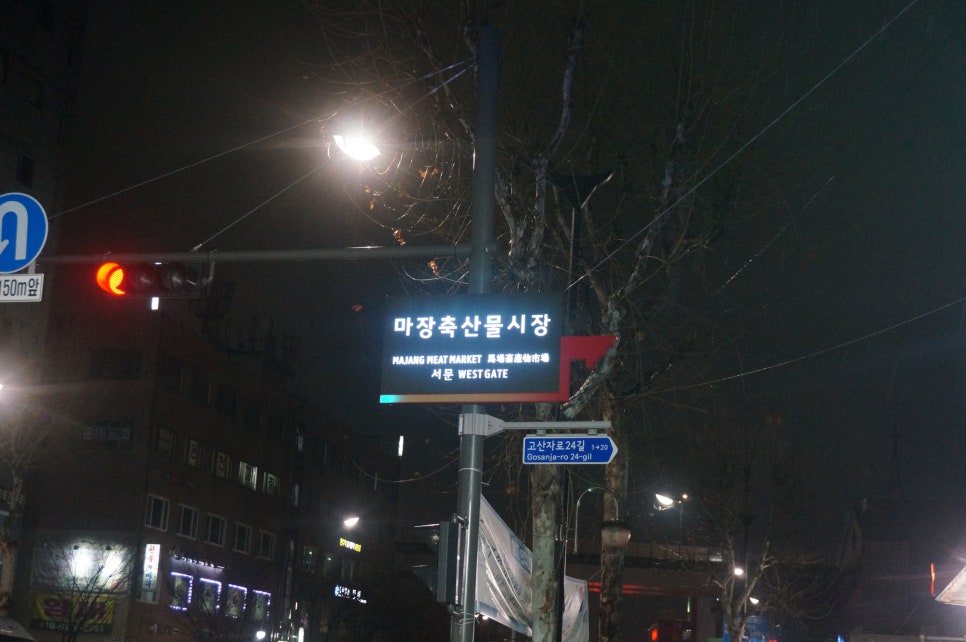 150m앞
마장축산물시장
MAJANG MEAT MARKET 馬場畜產物市場
서문 WEST GATE
고산자로24길 1→20
Gosanja-ro 24-gil